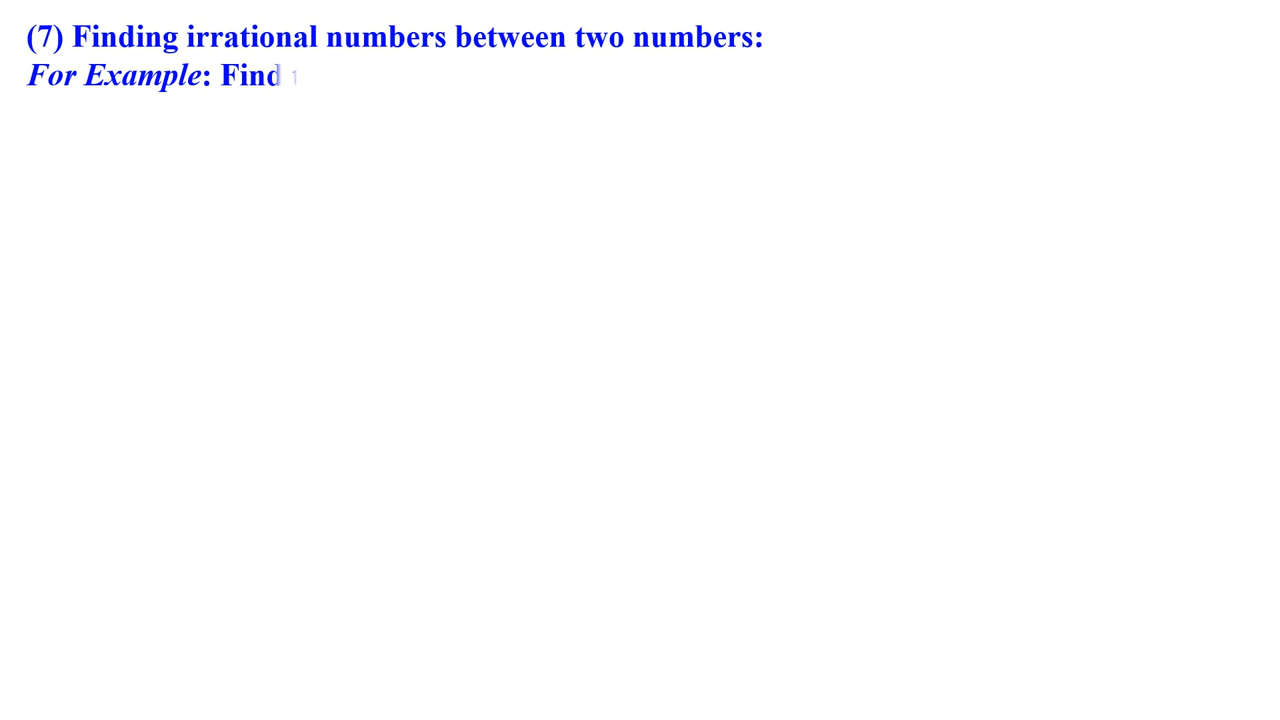 (7) Finding irrational numbers between two numbers:
For Example: Find